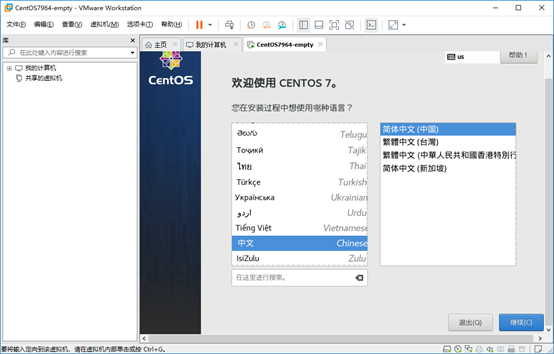 CentOS7964-empty - VMware Workstation
文件(F) 编辑(E) 查看(V) 虚拟机(M) 选项卡(T) 帮助(H)
库
在此处键入内容进行搜索
我的计算机
共享的虚拟机
主页 我的计算机 CentOS7964-empty
CentOS
us
帮助！
欢迎使用 CENTOS 7。
您在安装过程中想使用哪种语言？
తెలుగు Telugu
Тоҷикӣ Tajik
ไทย Thai
Türkçe Turkish
Українська Ukrainian
اردو Urdu
Tiếng Việt Vietnamese
中文 Chinese
IsiZulu Zulu
在这里进行搜索。
简体中文 (中国)
繁體中文 (台灣)
繁體中文 (中華人民共和國香港特別行
简体中文 (新加坡)
退出(Q) 继续(C)
要将输入定向到该虚拟机，请在虚拟机内部单击或按 Ctrl+G。